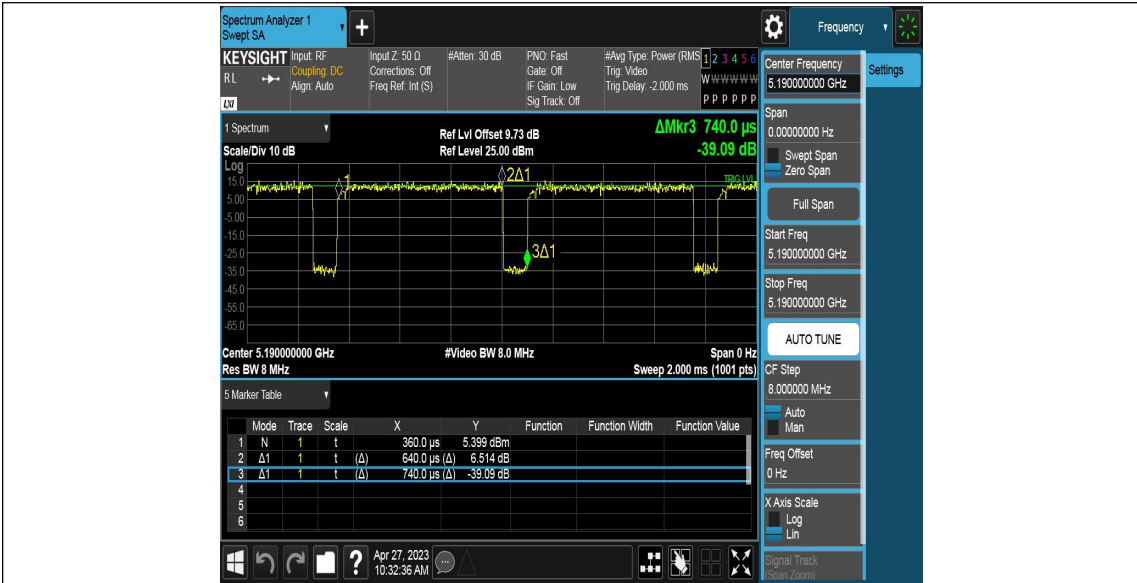 Spectrum Analyzer 1
Swept SA
+
Frequency
KEYSIGHT
RL
LXI
Input: RF
Coupling: DC
Align: Auto
Input Z: 50 Ω
Corrections: Off
Freq Ref: Int (S)
#Atten: 30 dB
PNO: Fast
Gate: Off
IF Gain: Low
Sig Track: Off
#Avg Type: Power (RMS
Trig: Video
Trig Delay: -2.000 ms
1 2 3 4 5 6
W W W W W W
P P P P P P
Center Frequency
5.190000000 GHz
Settings
1 Spectrum
Ref Lvl Offset 9.73 dB
ΔMkr3 740.0 µs
Scale/Div 10 dB
Ref Level 25.00 dBm
-39.09 dB
Log
15.0
5.00
-5.00
-15.0
-25.0
-35.0
-45.0
-55.0
-65.0
1
2Δ1
3Δ1
TRIG LVL
Center 5.190000000 GHz
#Video BW 8.0 MHz
Span 0 Hz
Res BW 8 MHz
Sweep 2.000 ms (1001 pts)
Span
0.00000000 Hz
Swept Span
Zero Span
Full Span
Start Freq
5.190000000 GHz
Stop Freq
5.190000000 GHz
AUTO TUNE
CF Step
8.000000 MHz
Auto
Man
Freq Offset
0 Hz
X Axis Scale
Log
Lin
Signal Track
(Span Zoom)
5 Marker Table
Mode Trace Scale X Y Function Function Width Function Value
1 N 1 t 360.0 µs 5.399 dBm
2 Δ1 1 t (Δ) 640.0 µs (Δ) 6.514 dB
3 Δ1 1 t (Δ) 740.0 µs (Δ) -39.09 dB
4
5
6
?
Apr 27, 2023
10:32:36 AM